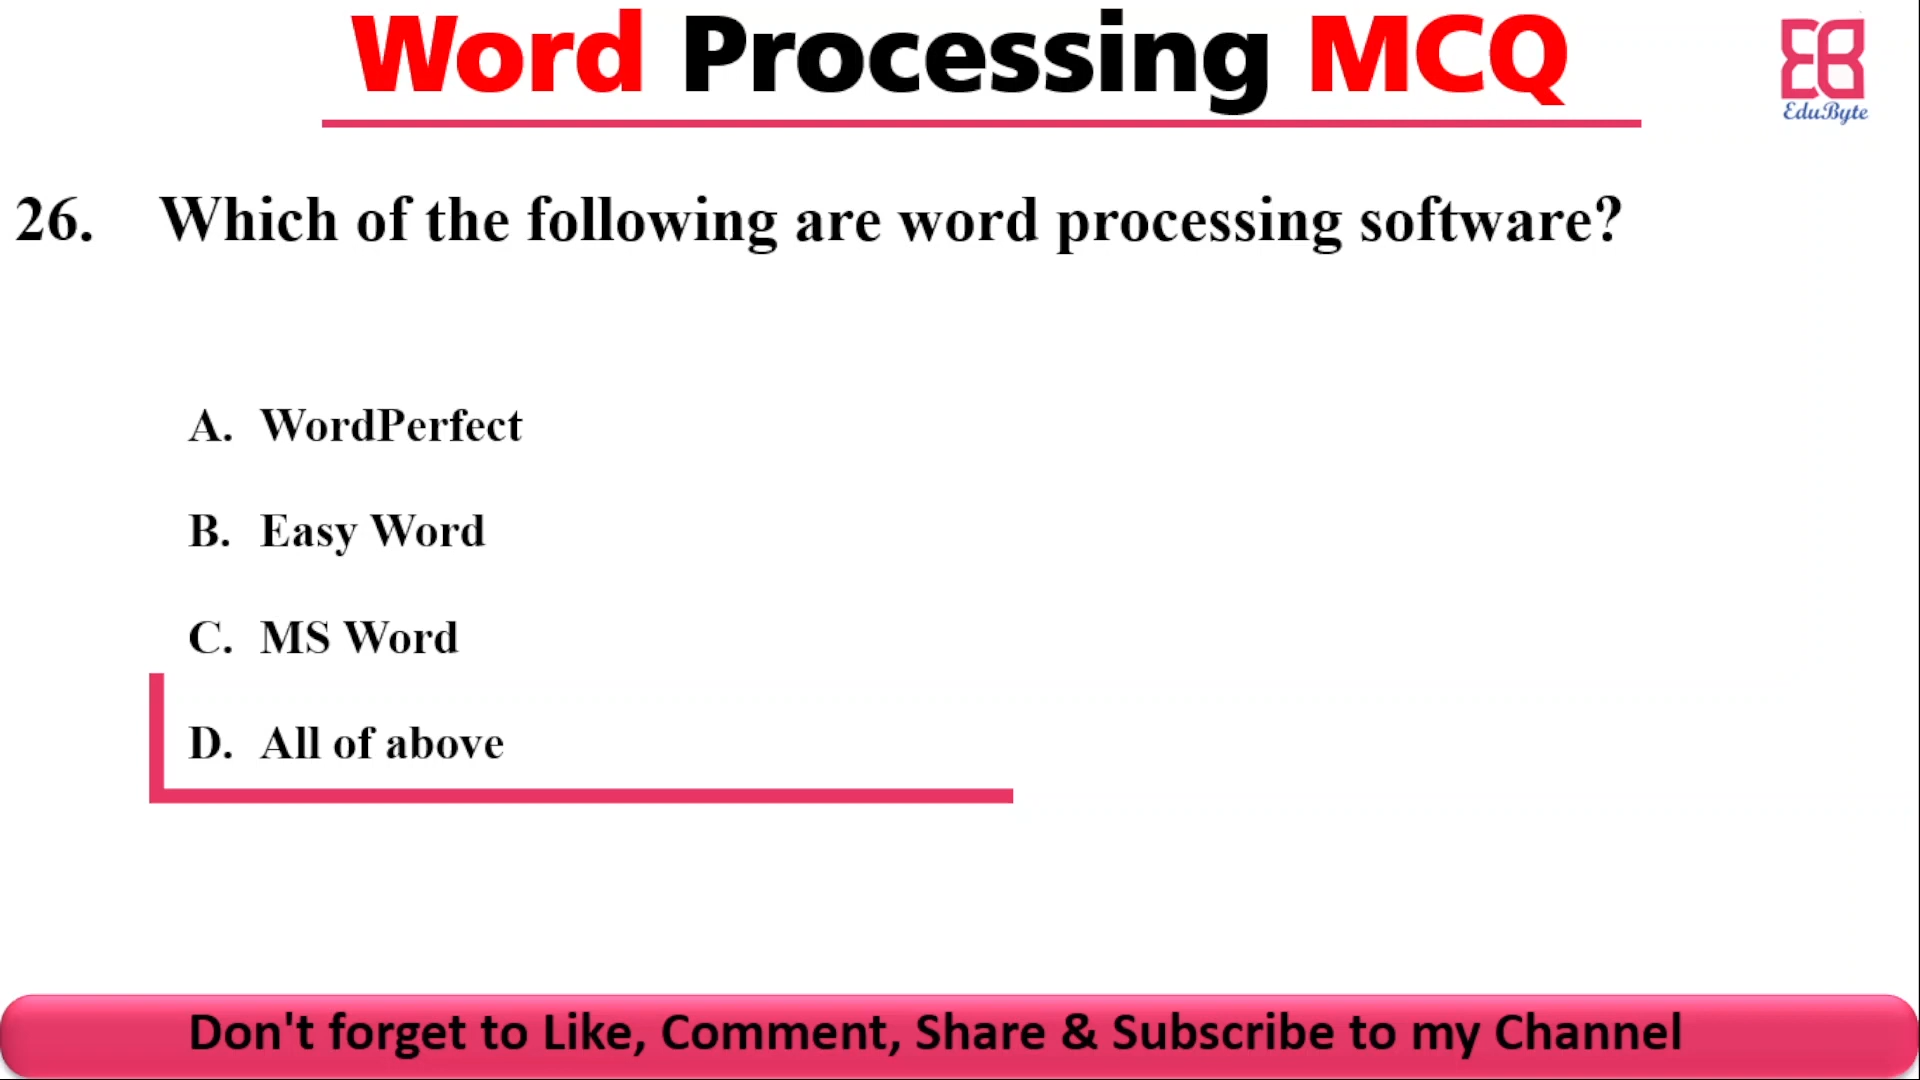 Word Processing MCQ
EB
EduByte
26. Which of the following are word processing software?
A. WordPerfect
B. Easy Word
C. MS Word
D. All of above
Don't forget to Like, Comment, Share & Subscribe to my Channel